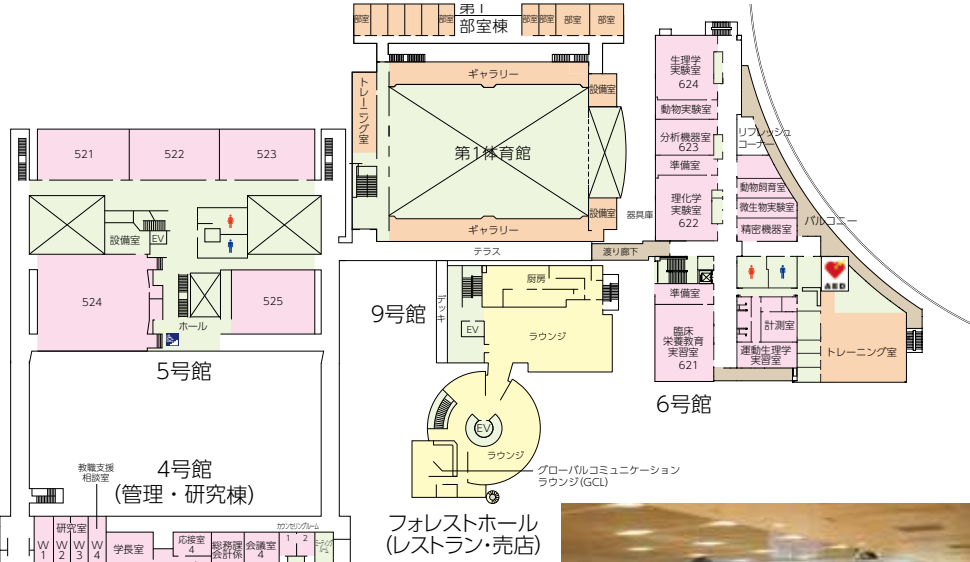 部室
部室
第1
部室棟
部室
部室
部室
部室
ギャラリー
トレーニング室
設備室
第1体育館
設備室
ギャラリー
器具庫
テラス
渡り廊下
生理学
実験室
624
動物実験室
分析機器室
623
準備室
理化学
実験室
622
リフレッシュ
コーナー
動物飼育室
微生物実験室
精密機器室
バルコニー
AED
準備室
臨床
栄養教育
実習室
621
計測室
運動生理学
実習室
トレーニング室
6号館
521
522
523
設備室
EV
524
525
ホール
5号館
9号館
デッキ
厨房
EV
ラウンジ
EV
ラウンジ
グローバルコミュニケーション
ラウンジ(GCL)
フォレストホール
(レストラン・売店)
4号館
(管理・研究棟)
教職支援
相談室
研究室
W1
W2
W3
W4
学長室
応接室
4
総務課
会計係
会議室
4
カウンセリングルーム
1
2